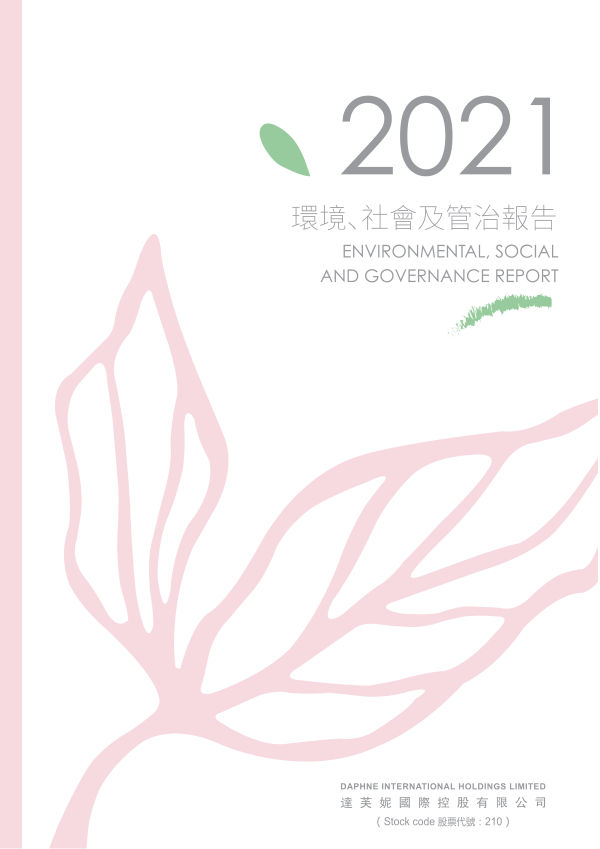 2021
環境、社會及管治報告
ENVIRONMENTAL, SOCIAL
AND GOVERNANCE REPORT
DAPHNE INTERNATIONAL HOLDINGS LIMITED
達芙妮國際控股有限公司
( Stock code 股票代號 : 210 )